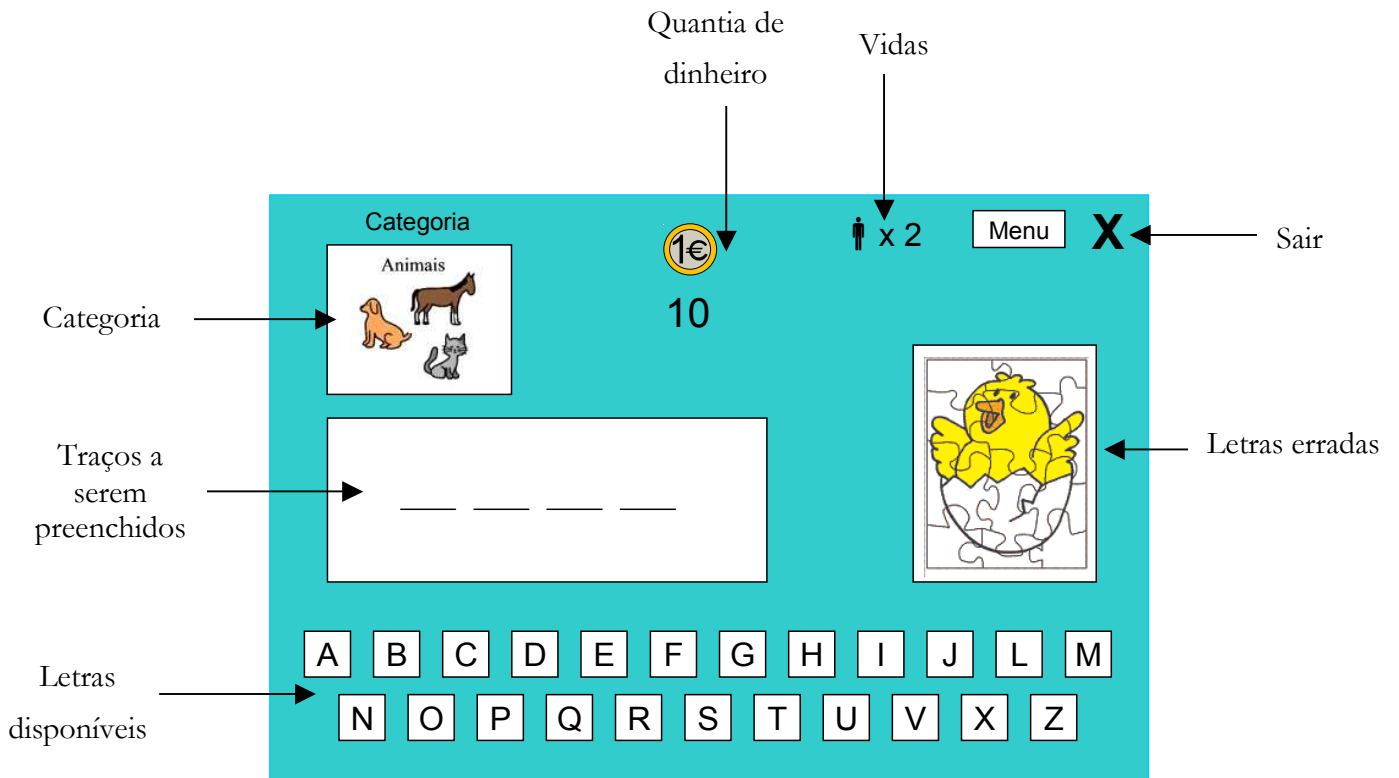 Quantia de
dinheiro
Vidas
Categoria
1€
x 2
Menu
X
Sair
Animais
Categoria
10
Letras erradas
Traços a
serem
preenchidos
A B C D E F G H I J L M
Letras
disponíveis
N O P Q R S T U V X Z